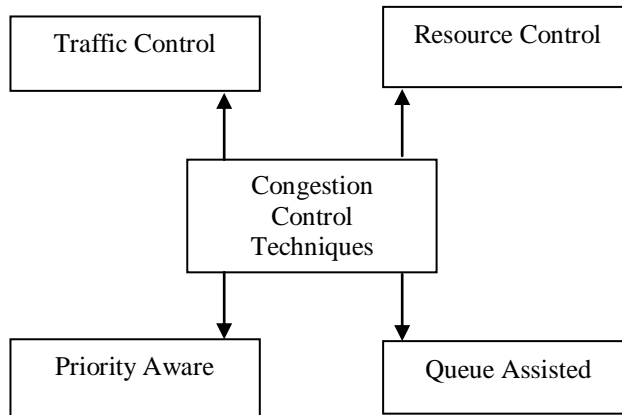 Traffic Control
Resource Control
Congestion
Control
Techniques
Priority Aware
Queue Assisted